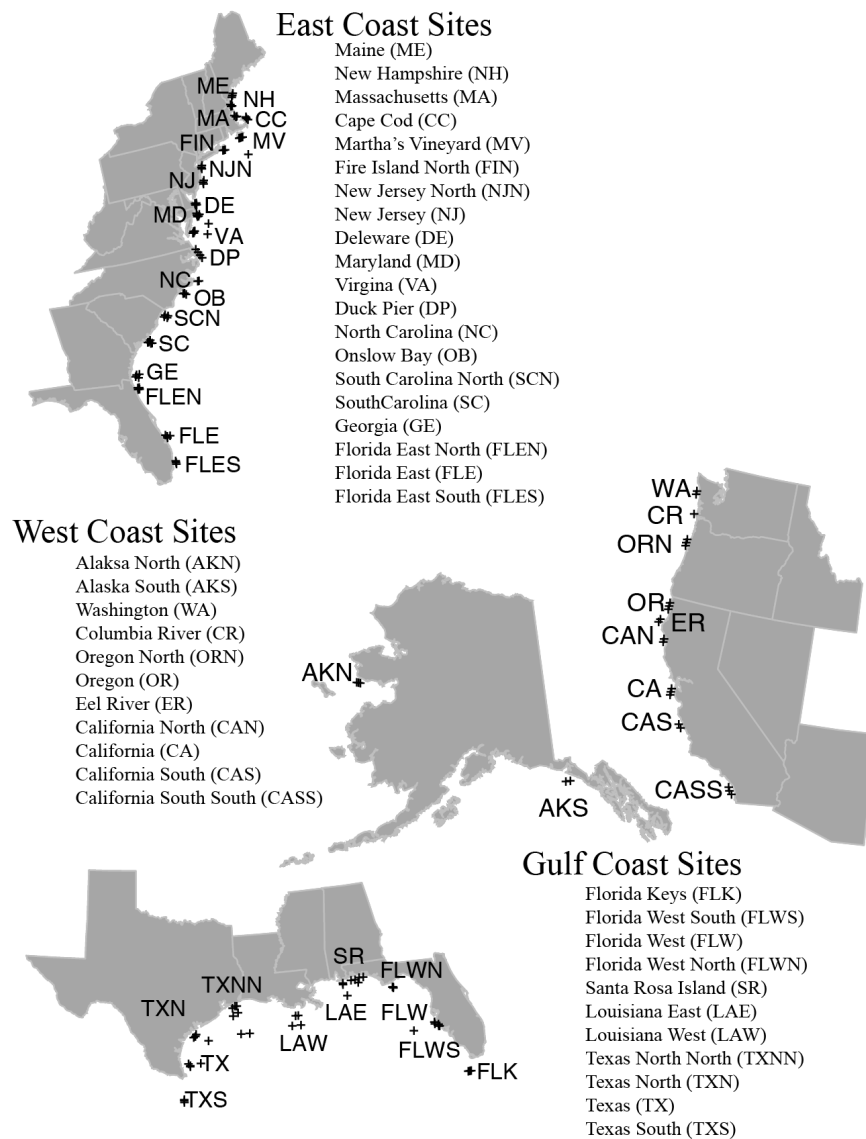 East Coast Sites
Maine (ME)
New Hampshire (NH)
Massachusetts (MA)
Cape Cod (CC)
Martha's Vineyard (MV)
Fire Island North (FIN)
New Jersey North (NJN)
New Jersey (NJ)
Deleware (DE)
Maryland (MD)
Virgina (VA)
Duck Pier (DP)
North Carolina (NC)
Onslow Bay (OB)
South Carolina North (SCN)
SouthCarolina (SC)
Georgia (GE)
Florida East North (FLEN)
Florida East (FLE)
Florida East South (FLES)
ME
NH
MA
CC
MV
FIN
NJN
NJ
DE
MD
VA
DP
NC
OB
SCN
SC
GE
FLEN
FLE
FLES
West Coast Sites
Alaksa North (AKN)
Alaska South (AKS)
Washington (WA)
Columbia River (CR)
Oregon North (ORN)
Oregon (OR)
Eel River (ER)
California North (CAN)
California (CA)
California South (CAS)
California South South (CASS)
WA
CR
ORN
OR
ER
CAN
CA
CAS
CASS
AKN
AKS
Gulf Coast Sites
Florida Keys (FLK)
Florida West South (FLWS)
Florida West (FLW)
Florida West North (FLWN)
Santa Rosa Island (SR)
Louisiana East (LAE)
Louisiana West (LAW)
Texas North North (TXNN)
Texas North (TXN)
Texas (TX)
Texas South (TXS)
SR
FLWN
TXNN
TXN
LAE
FLW
LAW
FLWS
TX
FLK
TXS